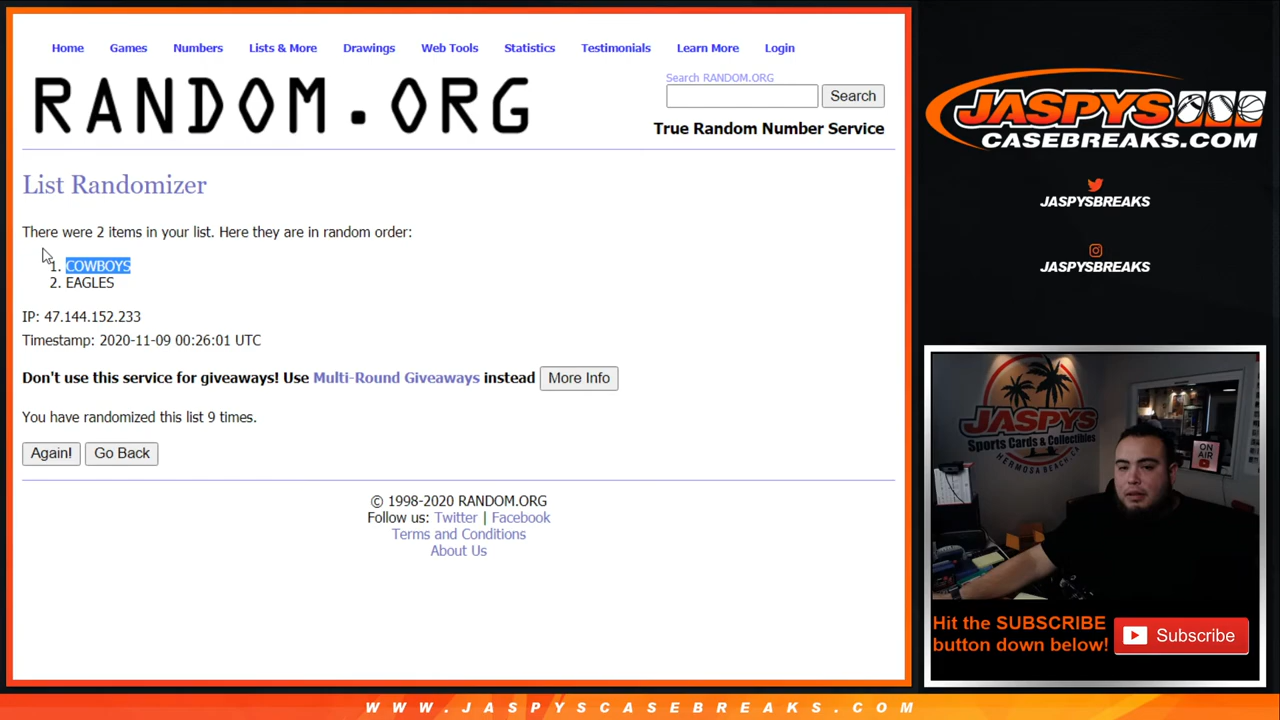 Home Games Numbers Lists & More Drawings Web Tools Statistics Testimonials Learn More Login
RANDOM.ORG
Search RANDOM.ORG
Search
True Random Number Service
List Randomizer
There were 2 items in your list. Here they are in random order:
1. COWBOYS
2. EAGLES
IP: 47.144.152.233
Timestamp: 2020-11-09 00:26:01 UTC
Don't use this service for giveaways! Use Multi-Round Giveaways instead More Info
You have randomized this list 9 times.
Again! Go Back
© 1998-2020 RANDOM.ORG
Follow us: Twitter | Facebook
Terms and Conditions
About Us
JASPYS
CASEBREAKS.COM
JASPYSBREAKS
JASPYSBREAKS
JASPYS
Sports Cards & Collectibles
HERMOSA BEACH, CA
ON
AIR
Hit the SUBSCRIBE
button down below!
Subscribe
WWW.JASPYSCASEBREAKS.COM